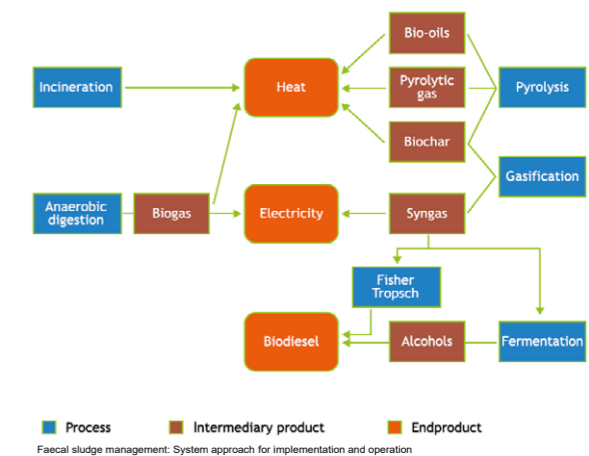 Bio-oils
Incineration
Heat
Pyrolytic
gas
Pyrolysis
Biochar
Gasification
Anaerobic
digestion
Biogas
Electricity
Syngas
Fisher
Tropsch
Biodiesel
Alcohols
Fermentation
Process
Intermediary product
Endproduct
Faecal sludge management: System approach for implementation and operation